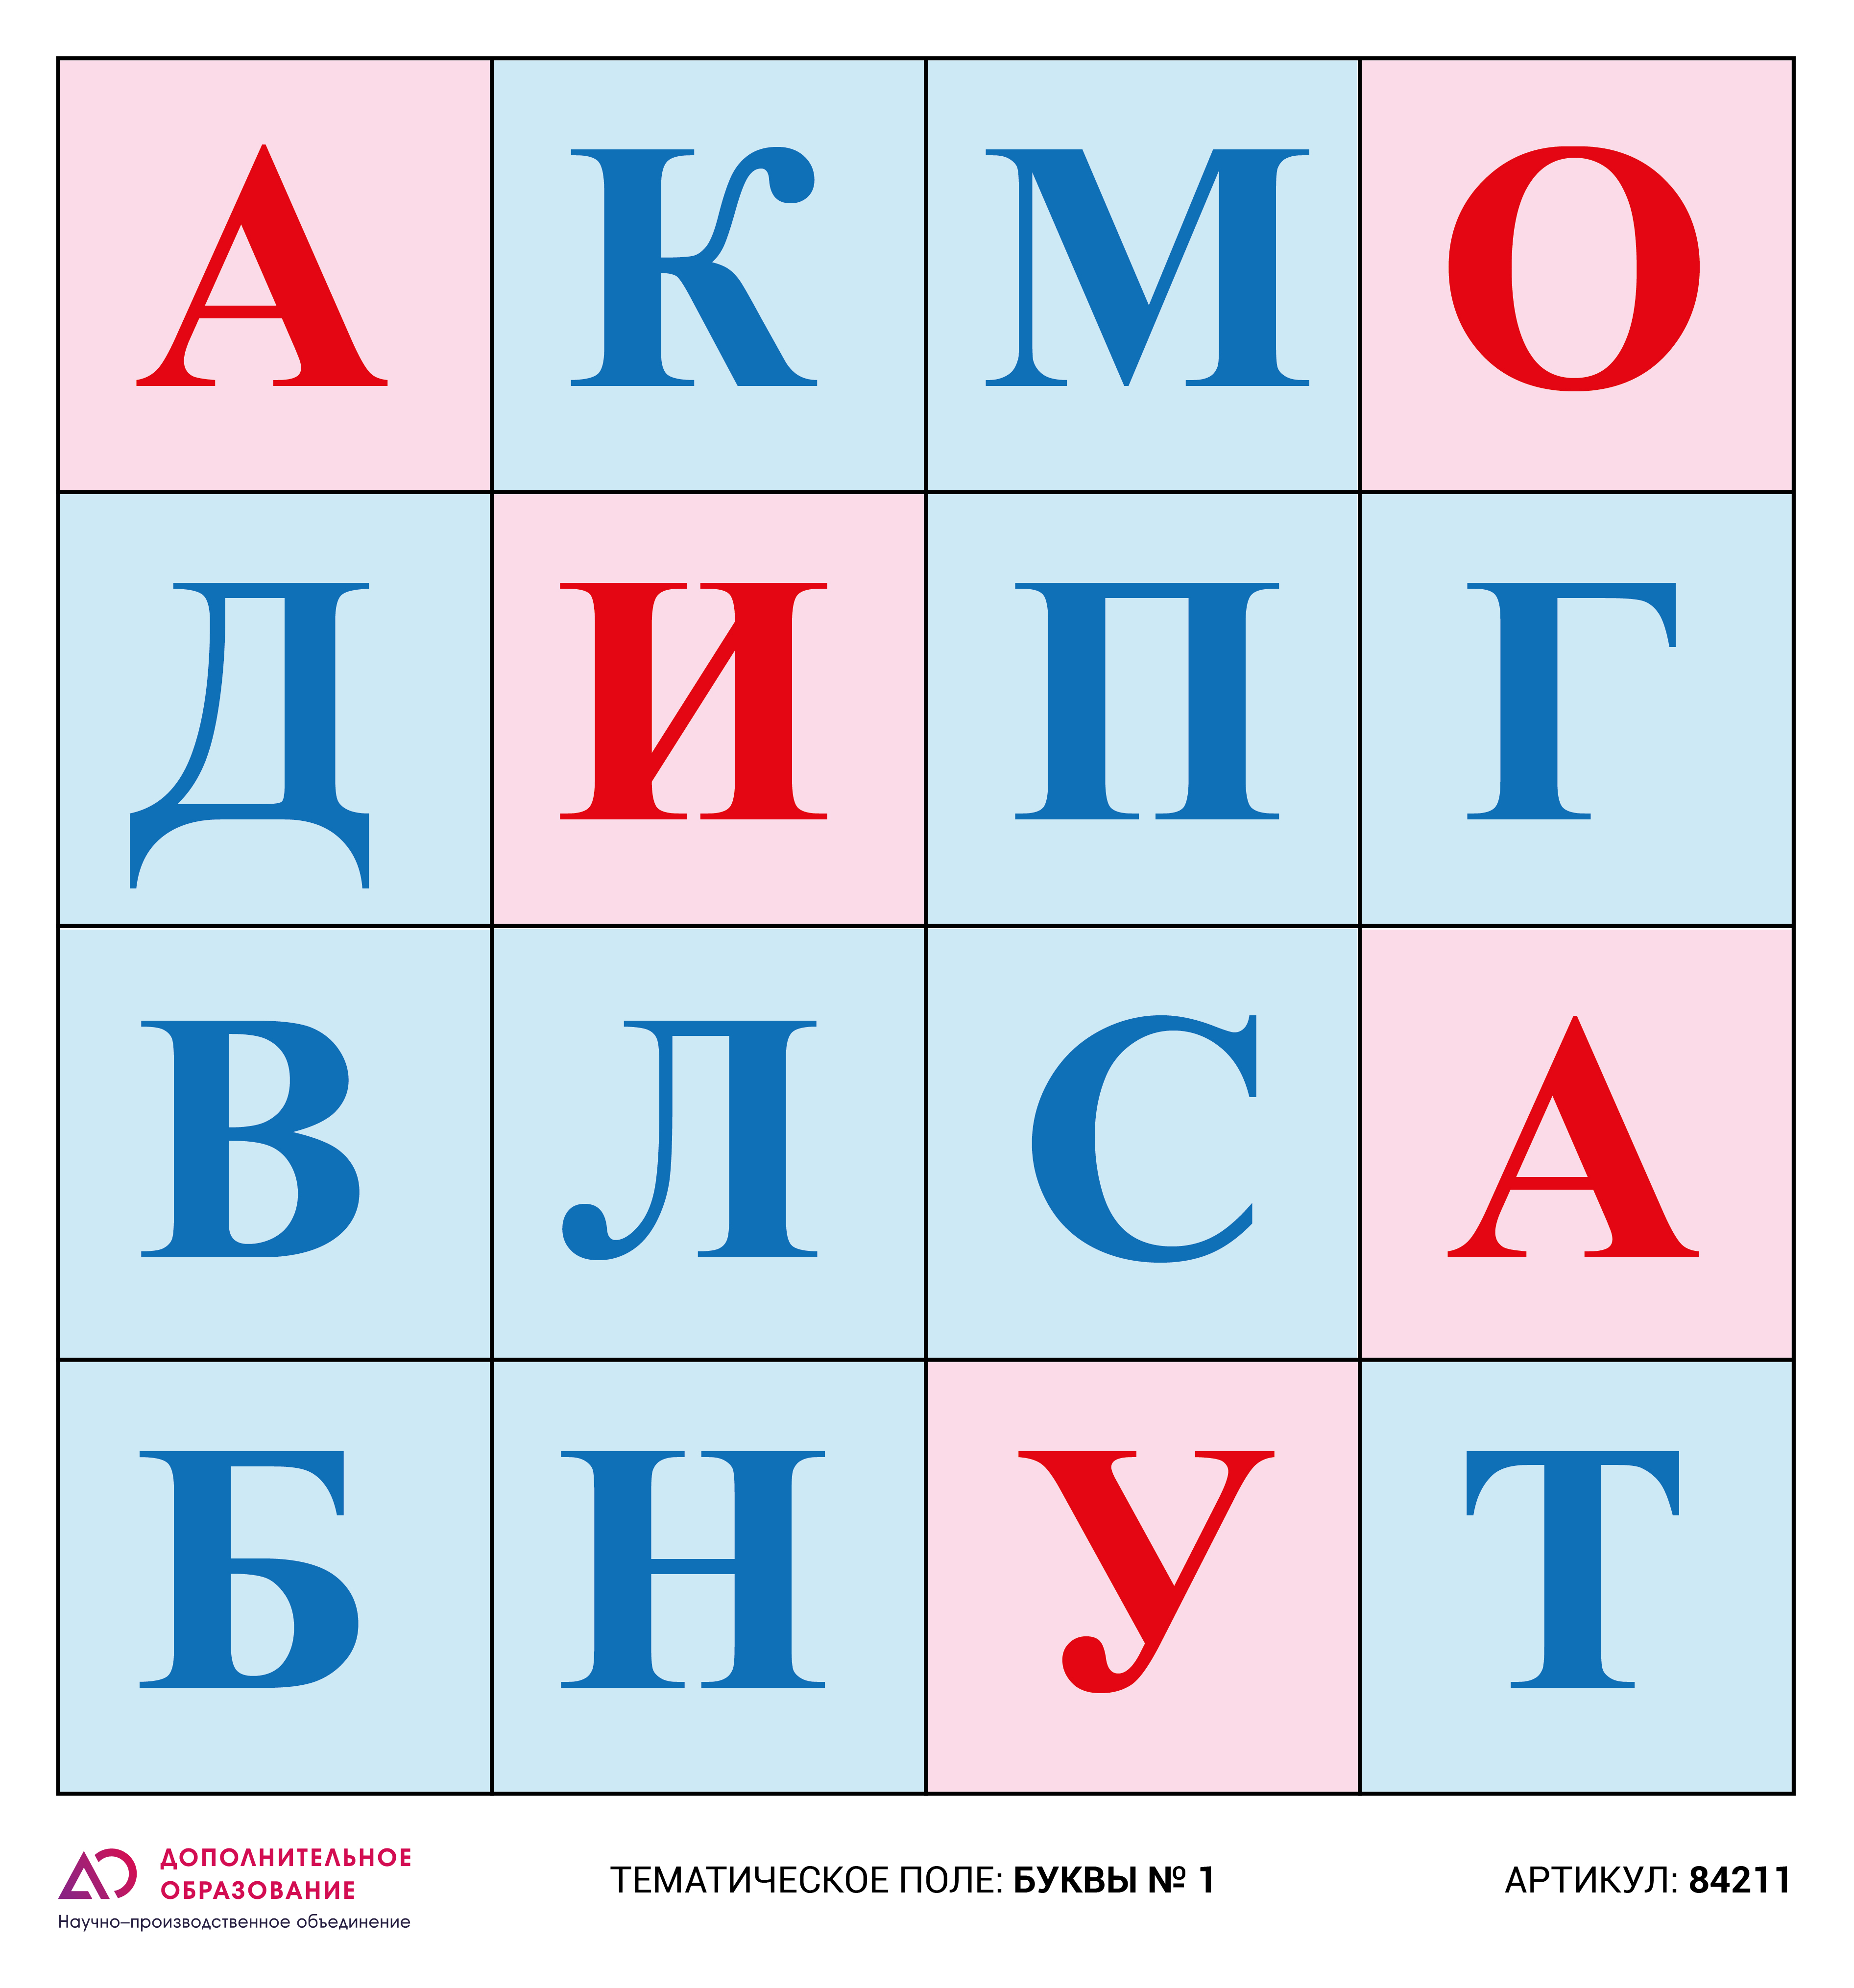 А К М О
Д И П Г
В Л С А
Б Н У Т
ДОПОЛНИТЕЛЬНОЕ
ОБРАЗОВАНИЕ
Научно-производственное объединение
ТЕМАТИЧЕСКОЕ ПОЛЕ: БУКВЫ № 1
АРТИКУЛ: 84211